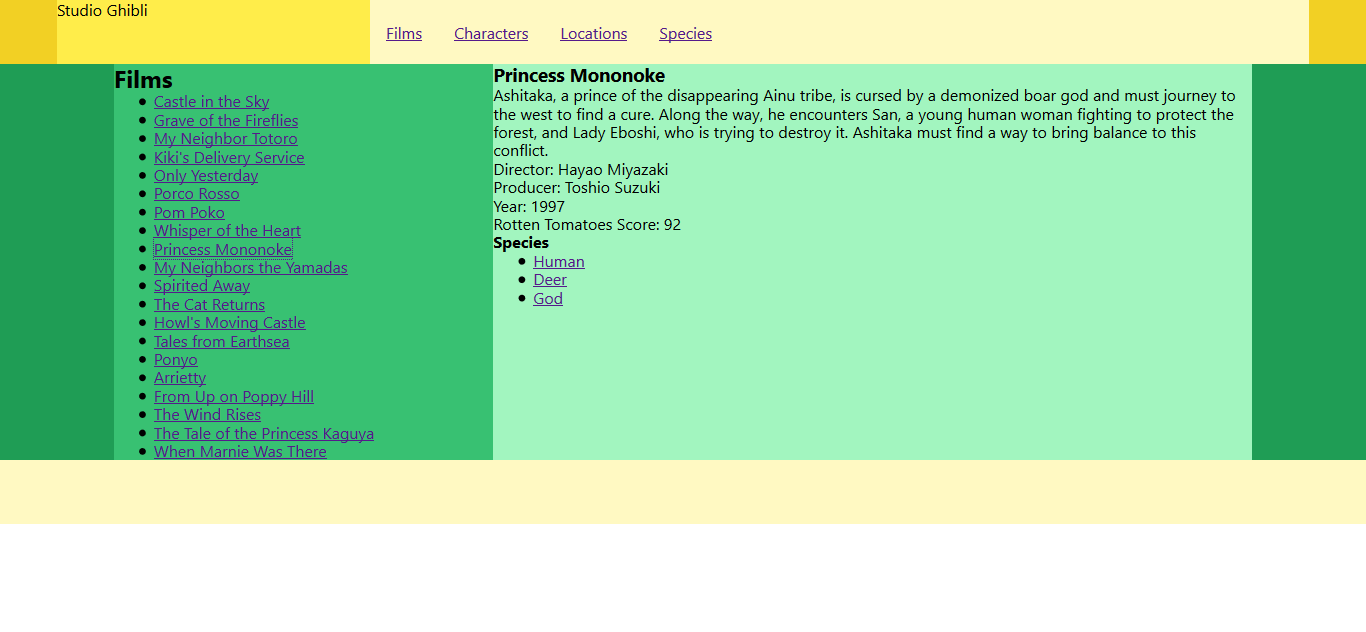 Studio Ghibli
Films
Characters
Locations
Species
Films
Castle in the Sky
Grave of the Fireflies
My Neighbor Totoro
Kiki's Delivery Service
Only Yesterday
Porco Rosso
Pom Poko
Whisper of the Heart
Princess Mononoke
My Neighbors the Yamadas
Spirited Away
The Cat Returns
Howl's Moving Castle
Tales from Earthsea
Ponyo
Arrietty
From Up on Poppy Hill
The Wind Rises
The Tale of the Princess Kaguya
When Marnie Was There
Princess Mononoke
Ashitaka, a prince of the disappearing Ainu tribe, is cursed by a demonized boar god and must journey to
the west to find a cure. Along the way, he encounters San, a young human woman fighting to protect the
forest, and Lady Eboshi, who is trying to destroy it. Ashitaka must find a way to bring balance to this
conflict.
Director: Hayao Miyazaki
Producer: Toshio Suzuki
Year: 1997
Rotten Tomatoes Score: 92
Species
Human
Deer
God